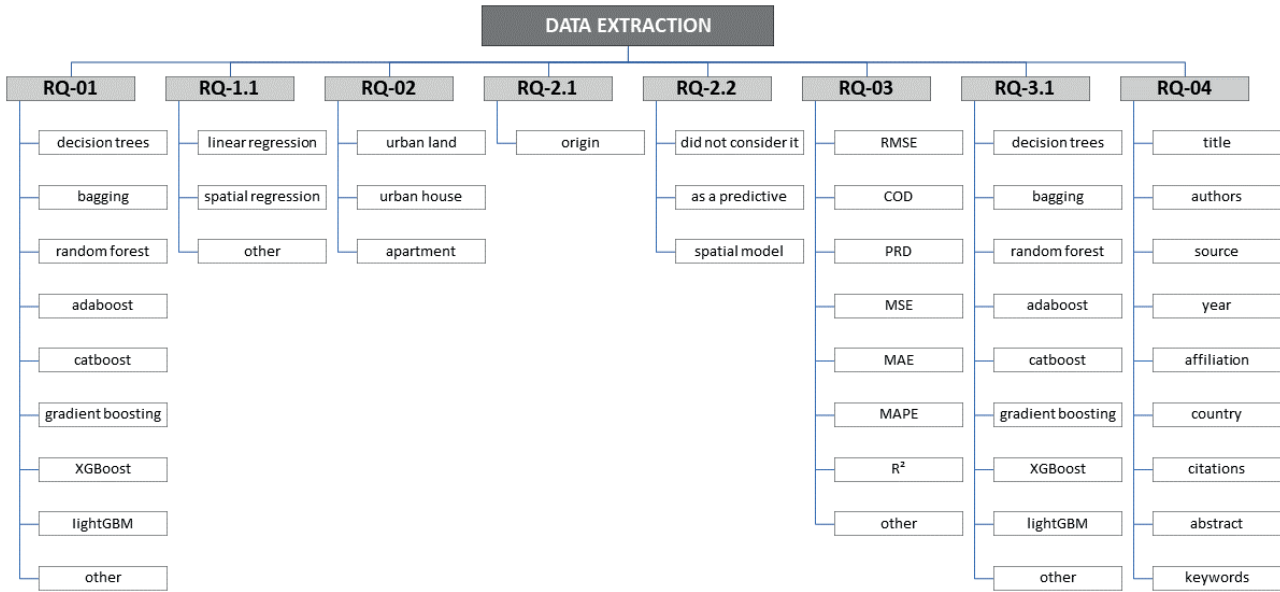 DATA EXTRACTION
RQ-01
decision trees
bagging
random forest
adaboost
catboost
gradient boosting
XGBoost
lightGBM
other
RQ-1.1
linear regression
spatial regression
other
RQ-02
urban land
urban house
apartment
RQ-2.1
origin
RQ-2.2
did not consider it
as a predictive
spatial model
RQ-03
RMSE
COD
PRD
MSE
MAE
MAPE
R²
other
RQ-3.1
decision trees
bagging
random forest
adaboost
catboost
gradient boosting
XGBoost
lightGBM
other
RQ-04
title
authors
source
year
affiliation
country
citations
abstract
keywords